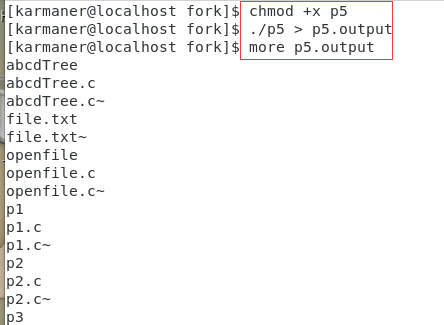 [karmaner@localhost fork]$ chmod +x p5
[karmaner@localhost fork]$ ./p5 > p5.output
[karmaner@localhost fork]$ more p5.output
abcdTree
abcdTree.c
abcdTree.c~
file.txt
file.txt~
openfile
openfile.c
openfile.c~
p1
p1.c
p1.c~
p2
p2.c
p2.c~
p3